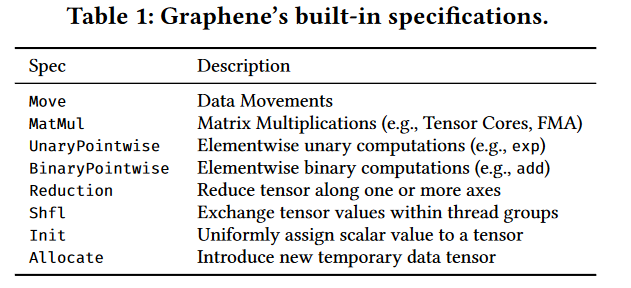 Table 1: Graphene's built-in specifications.
Spec Description
Move Data Movements
MatMul Matrix Multiplications (e.g., Tensor Cores, FMA)
UnaryPointwise Elementwise unary computations (e.g., exp)
BinaryPointwise Elementwise binary computations (e.g., add)
Reduction Reduce tensor along one or more axes
Shfl Exchange tensor values within thread groups
Init Uniformly assign scalar value to a tensor
Allocate Introduce new temporary data tensor